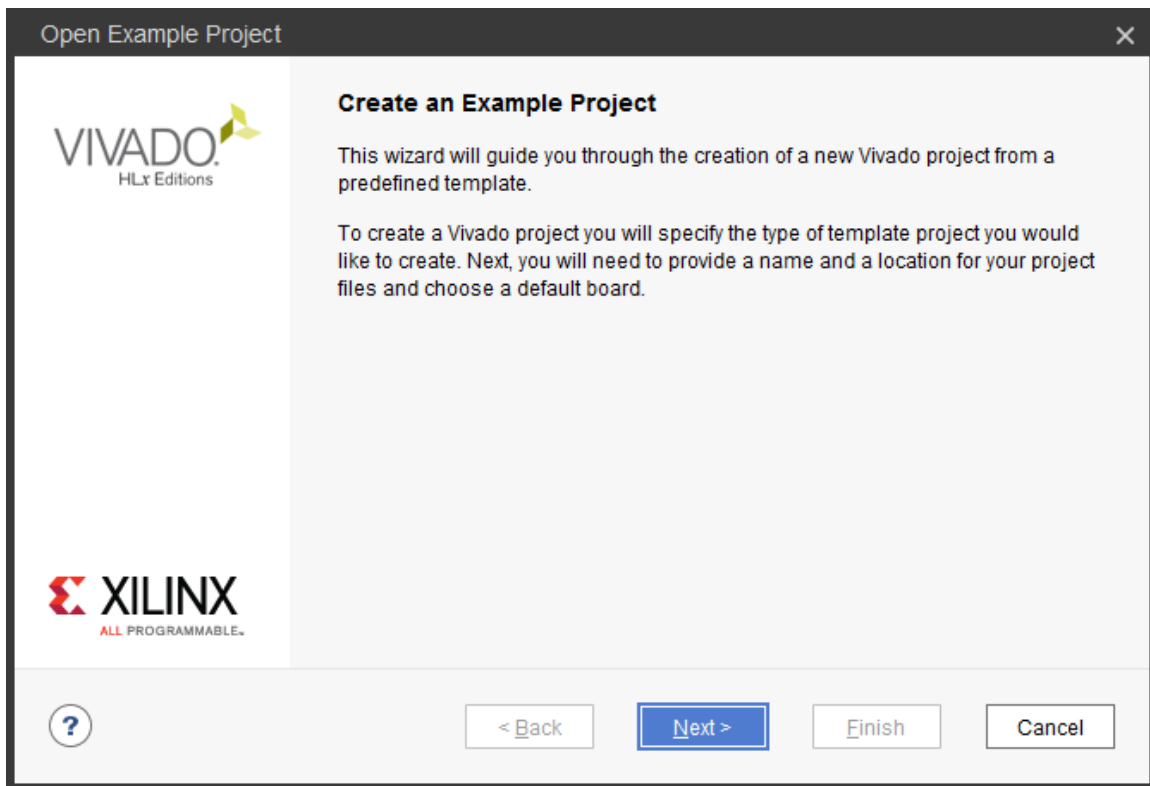 Open Example Project
VIVADO.
HLx Editions
Create an Example Project
This wizard will guide you through the creation of a new Vivado project from a
predefined template.
To create a Vivado project you will specify the type of template project you would
like to create. Next, you will need to provide a name and a location for your project
files and choose a default board.
XILINX
ALL PROGRAMMABLE™
?
< Back
Next >
Finish
Cancel